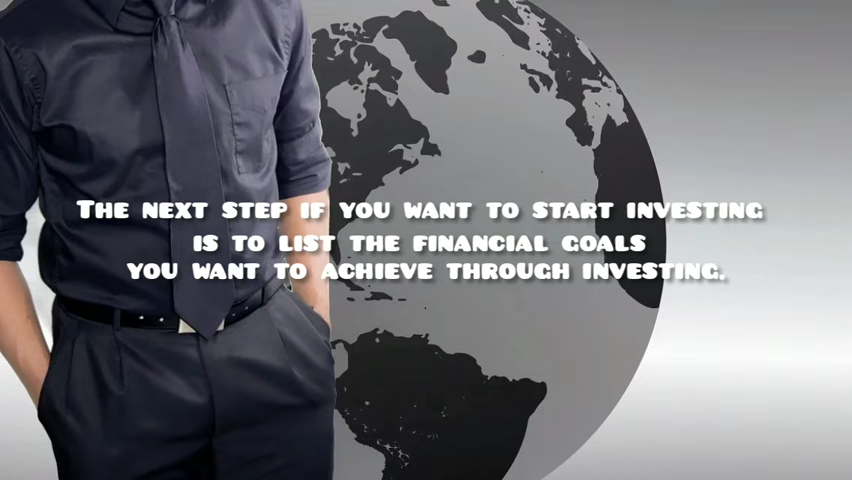 The next step if you want to start investing
is to list the financial goals
you want to achieve through investing.